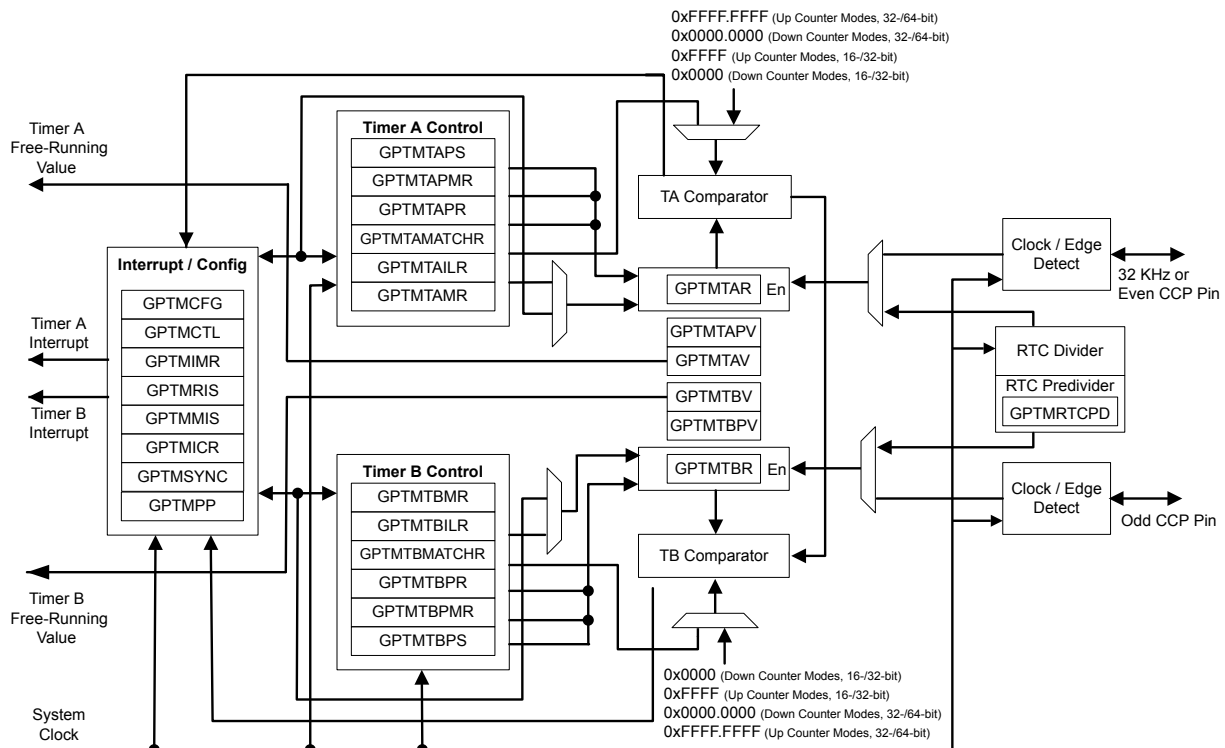 0xFFFF.FFFF (Up Counter Modes, 32-/64-bit)
0x0000.0000 (Down Counter Modes, 32-/64-bit)
0xFFFF (Up Counter Modes, 16-/32-bit)
0x0000 (Down Counter Modes, 16-/32-bit)
Timer A
Free-Running
Value
Timer A Control
GPTMTAPS
GPTMTAPMR
GPTMTAPR
GPTMTAMATCHR
GPTMTAILR
GPTMTAMR
TA Comparator
Clock / Edge
Detect
32 KHz or
Even CCP Pin
Interrupt / Config
GPTMCFG
GPTMCTL
GPTMIMR
GPTMRIS
GPTMMIS
GPTMICR
GPTMSYNC
GPTMPP
GPTMTAR
En
Timer A
Interrupt
Timer B
Interrupt
GPTMTAPV
GPTMTAV
GPTMTBV
GPTMTBPV
RTC Divider
RTC Predivider
GPTMRTCPD
Timer B Control
GPTMTBMR
GPTMTBILR
GPTMTBMATCHR
GPTMTBPR
GPTMTBPMR
GPTMTBPS
GPTMTBR
En
Clock / Edge
Detect
Odd CCP Pin
TB Comparator
Timer B
Free-Running
Value
0x0000 (Down Counter Modes, 16-/32-bit)
0xFFFF (Up Counter Modes, 16-/32-bit)
0x0000.0000 (Down Counter Modes, 32-/64-bit)
0xFFFF.FFFF (Up Counter Modes, 32-/64-bit)
System
Clock